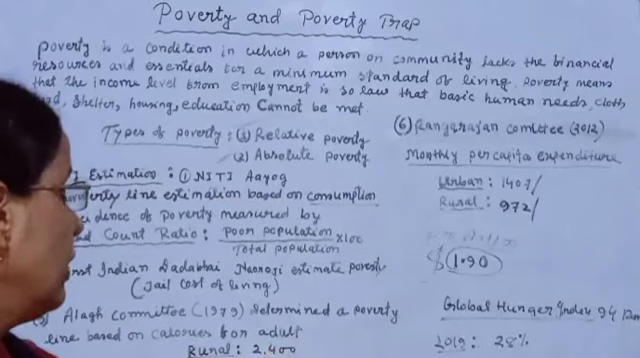 Poverty and Poverty Trap
Poverty is a condition in which a person on community lacks the binancial
resources and essentials for a minimum standard of living. Poverty means
that the income level from employment is so law that basic human needs, cloth,
Shelter, housing, education Cannot be met.
Types of poverty: (1) Relative poverty
(2) Absolute poverty
Estimation: ① NITI Aayog
poverty line estimation based on consumption
dence of poverty measured by
Count Ratio: Poor population x100
Total population
Indian Dadabhai Naoroji estimate poverty
(Jail cost of living)
Alagh committee (1979) determined a poverty
line based on calories for adult
Rural: 2,400
(6) Rangarajan comittee (2012)
Monthly per capita expenditure
Urban: 1407/
Rural: 972/
$ 1.90
Global Hunger Index 94
2019: 28%